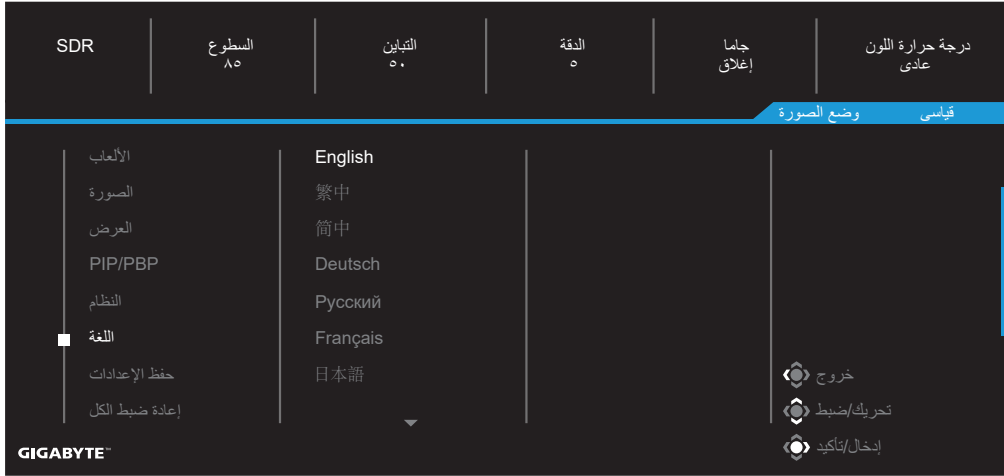 SDR
السطوع
٨٥
التباين
٥٠
الدقة
٥
جاما
إغلاق
درجة حرارة اللون
عادى
وضع الصورة
قياسى
الألعاب
الصورة
العرض
PIP/PBP
النظام
اللغة
حفظ الإعدادات
إعادة ضبط الكل
English
繁中
简中
Deutsch
Русский
Français
日本語
خروج
تحريك/ضبط
إدخال/تأكيد
GIGABYTE™